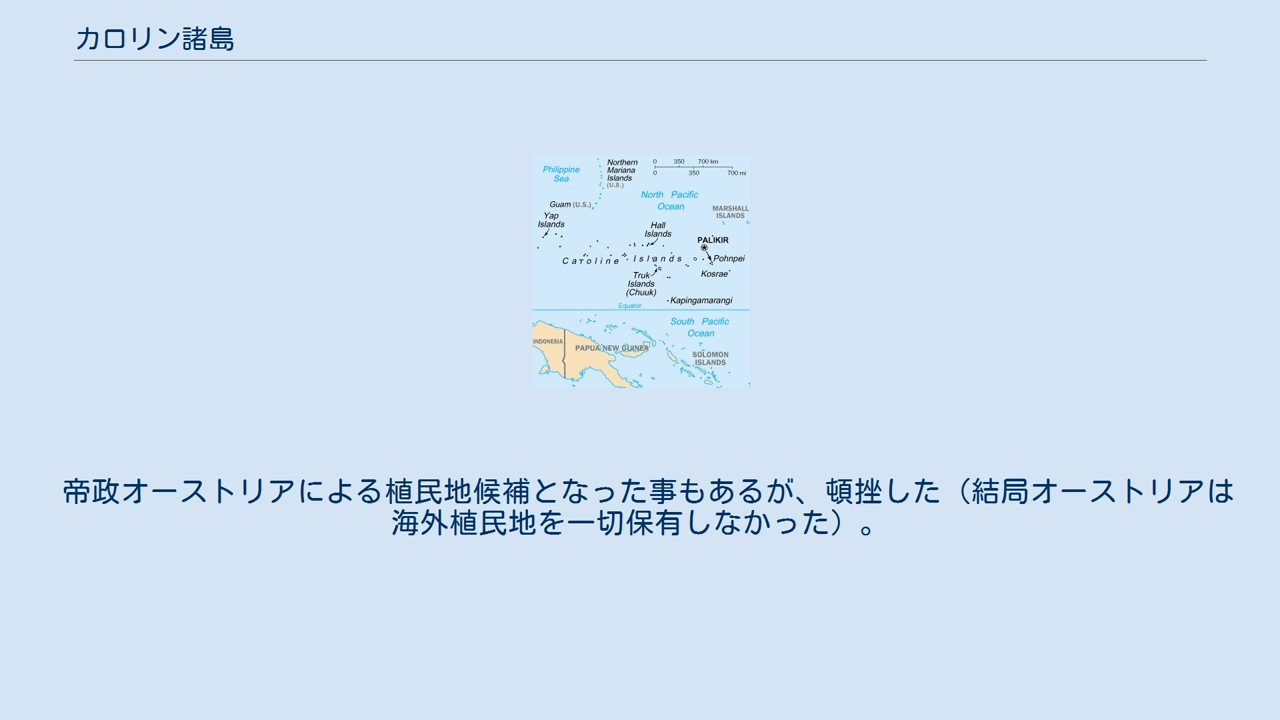 カロリン諸島
Philippine
Sea
Northern
Mariana
Islands
(U.S.)
0 350 700 km
0 350 700 mi
North Pacific
Ocean
Guam (U.S.)
MARSHALL
ISLANDS
Yap
Islands
Hall
Islands
PALIKIR
Caroline Islands
Pohnpei
Kosrae
Truk
Islands
(Chuuk)
Kapingamarangi
Equator
South Pacific
Ocean
INDONESIA
PAPUA NEW GUINEA
SOLOMON
ISLANDS
帝政オーストリアによる植民地候補となった事もあるが、頓挫した（結局オーストリアは
海外植民地を一切保有しなかった）。